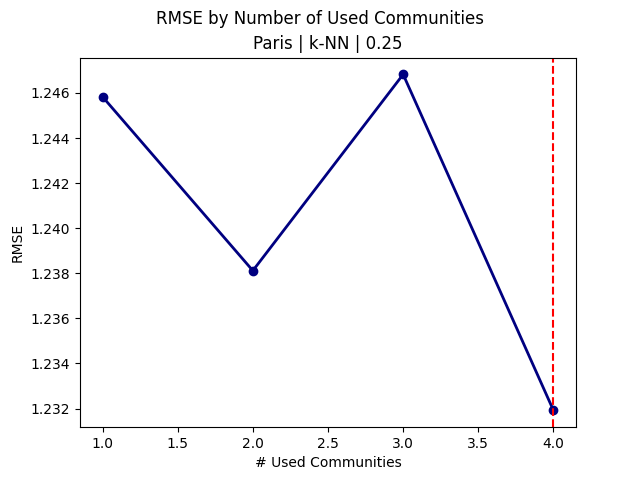 RMSE by Number of Used Communities
Paris | k-NN | 0.25
1.246
1.244
1.242
1.240
1.238
1.236
1.234
1.232
RMSE
1.0 1.5 2.0 2.5 3.0 3.5 4.0
# Used Communities